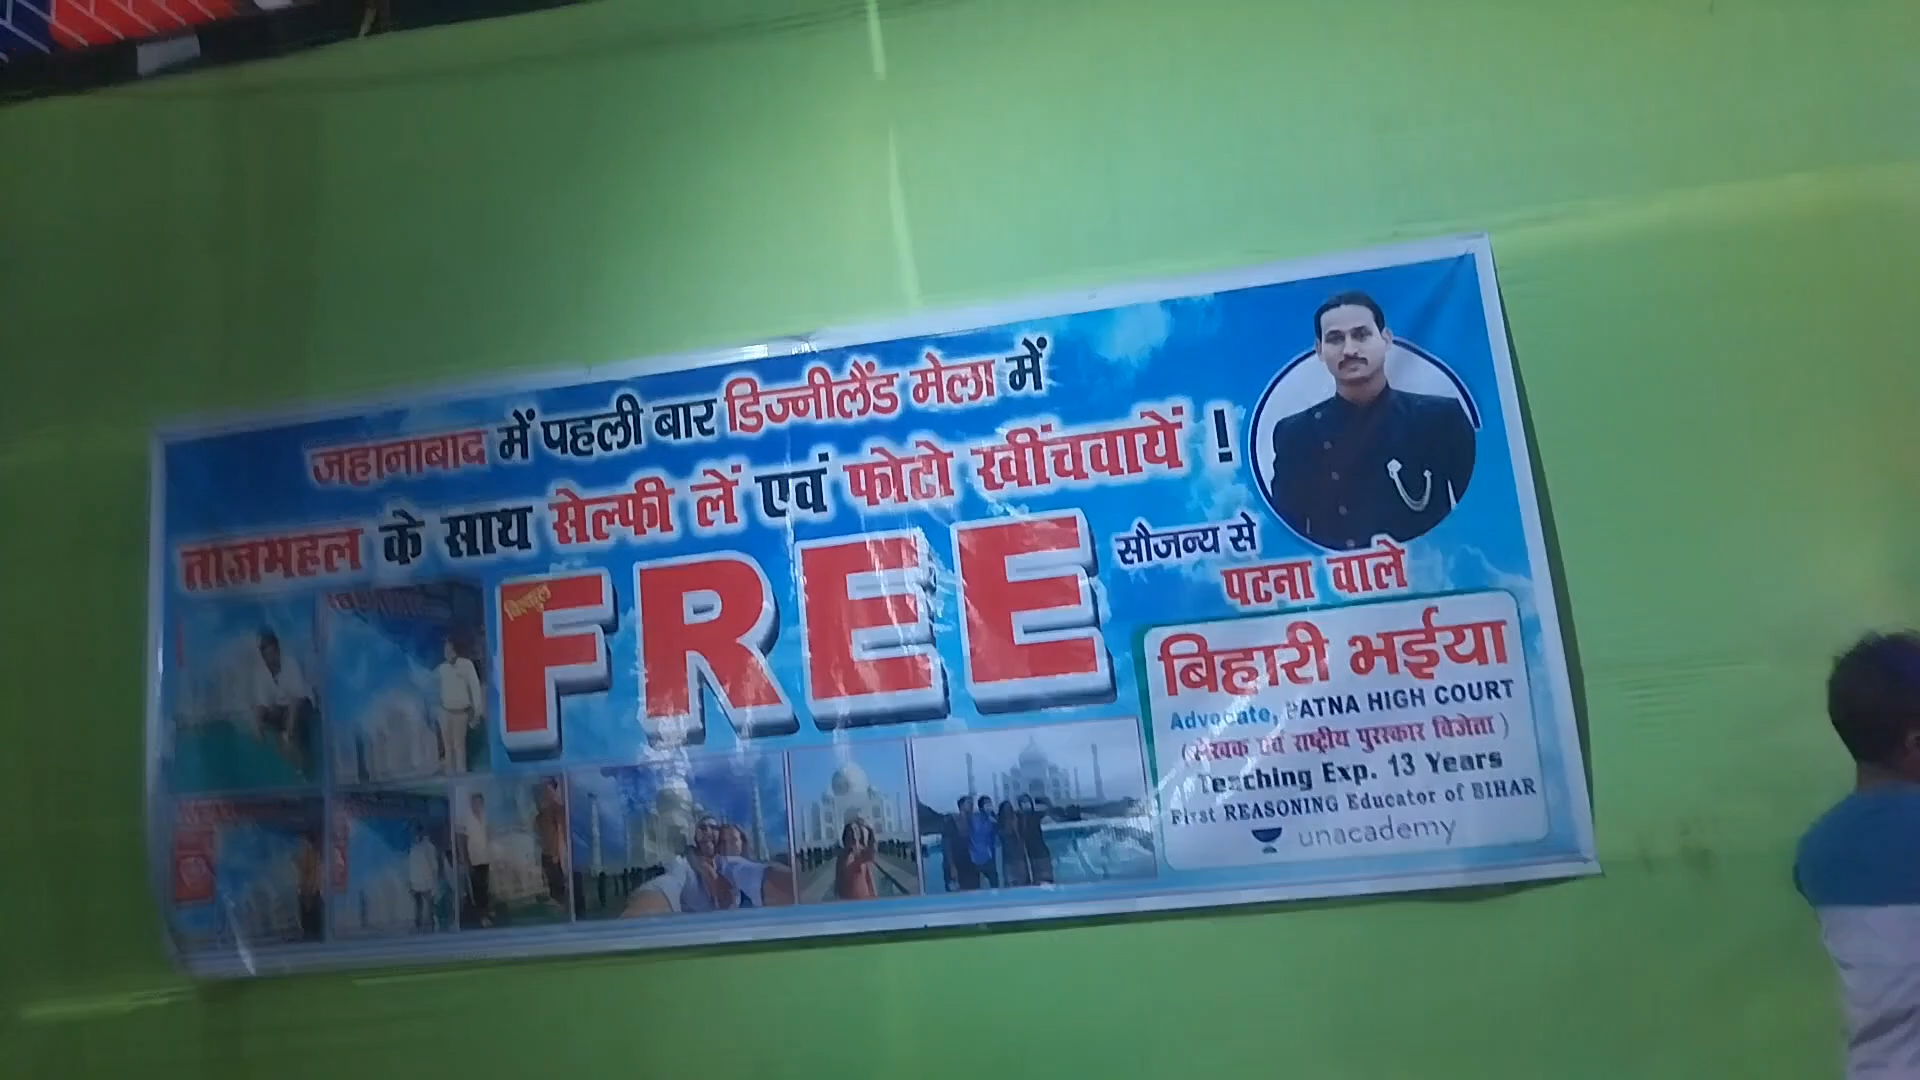 जहानाबाद में पहली बार डिज्नीलैंड मेला में
ताजमहल के साथ सेल्फी लें एवं फोटो खींचवायें !
बिल्कुल
FREE
सौजन्य से
पटना वाले
बिहारी भईया
Advocate, PATNA HIGH COURT
(लेखक एवं राष्ट्रीय पुरस्कार विजेता)
Teaching Exp. 13 Years
First REASONING Educator of BIHAR
unacademy